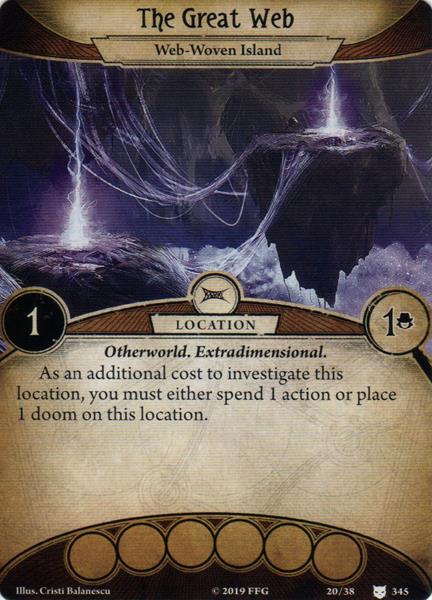 The Great Web
Web-Woven Island
1
1
LOCATION
Otherworld. Extradimensional.
As an additional cost to investigate this
location, you must either spend 1 action or place
1 doom on this location.
Illus. Cristi Balanescu © 2019 FFG 20/38 345